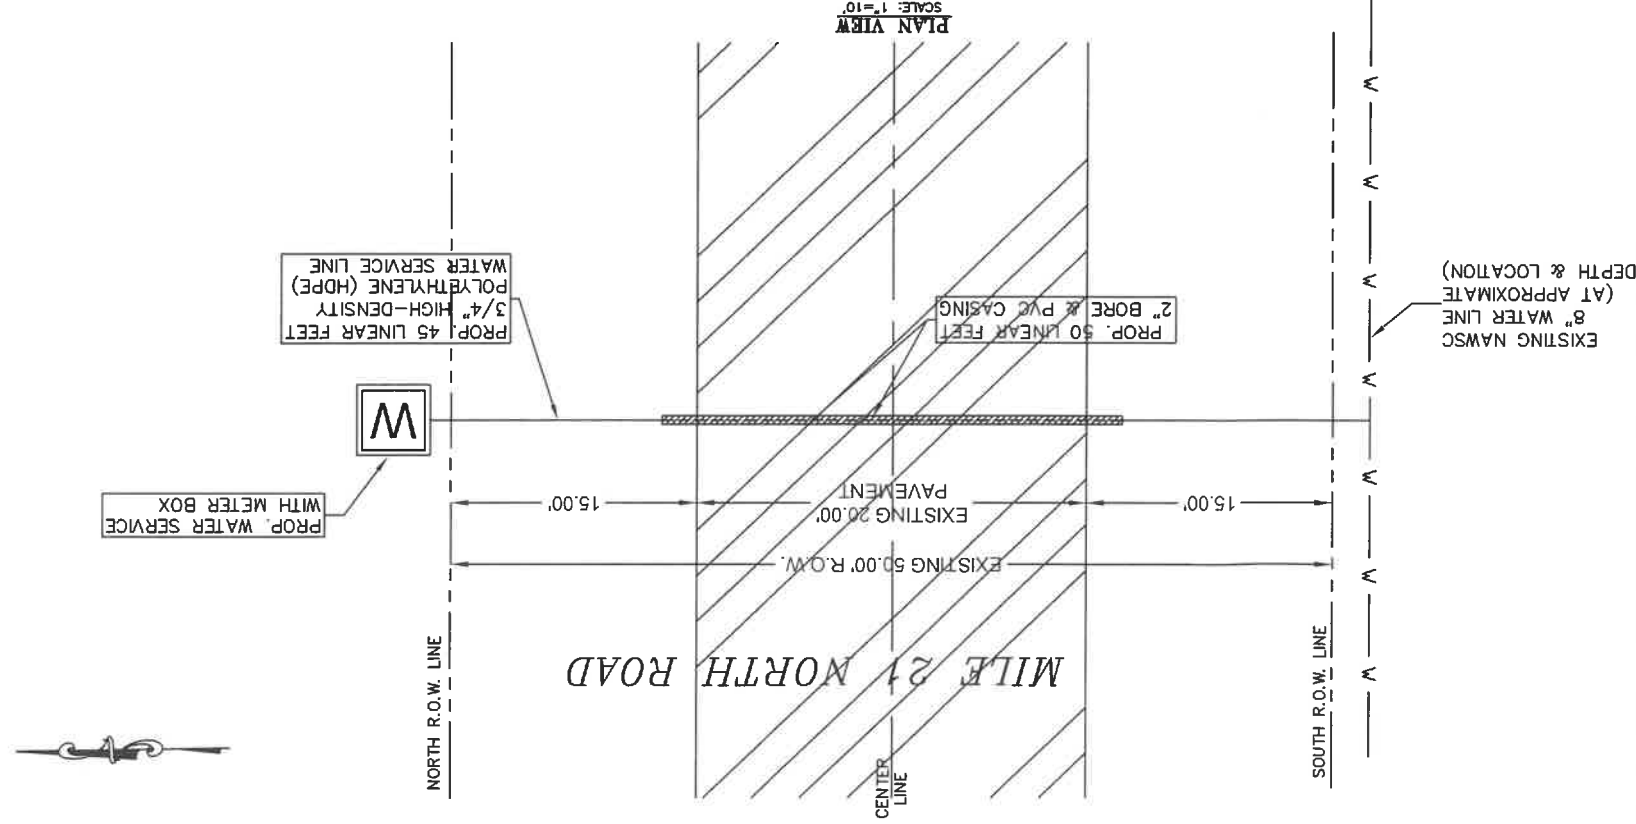 MILE 21 NORTH ROAD
EXISTING 50.00' R.O.W.
15.00'
EXISTING 20.00'
PAVEMENT
15.00'
PROP. WATER SERVICE
WITH METER BOX
W
PROP. 50 LINEAR FEET
2" BORE & PVC CASING
PROP. 45 LINEAR FEET
3/4" HIGH-DENSITY
POLYETHYLENE (HDPE)
WATER SERVICE LINE
EXISTING NAWSC
8" WATER LINE
(AT APPROXIMATE
DEPTH & LOCATION)
SOUTH R.O.W. LINE
CENTER
LINE
NORTH R.O.W. LINE
W
W
W
W
W
W
W
PLAN VIEW
SCALE: 1"=10'